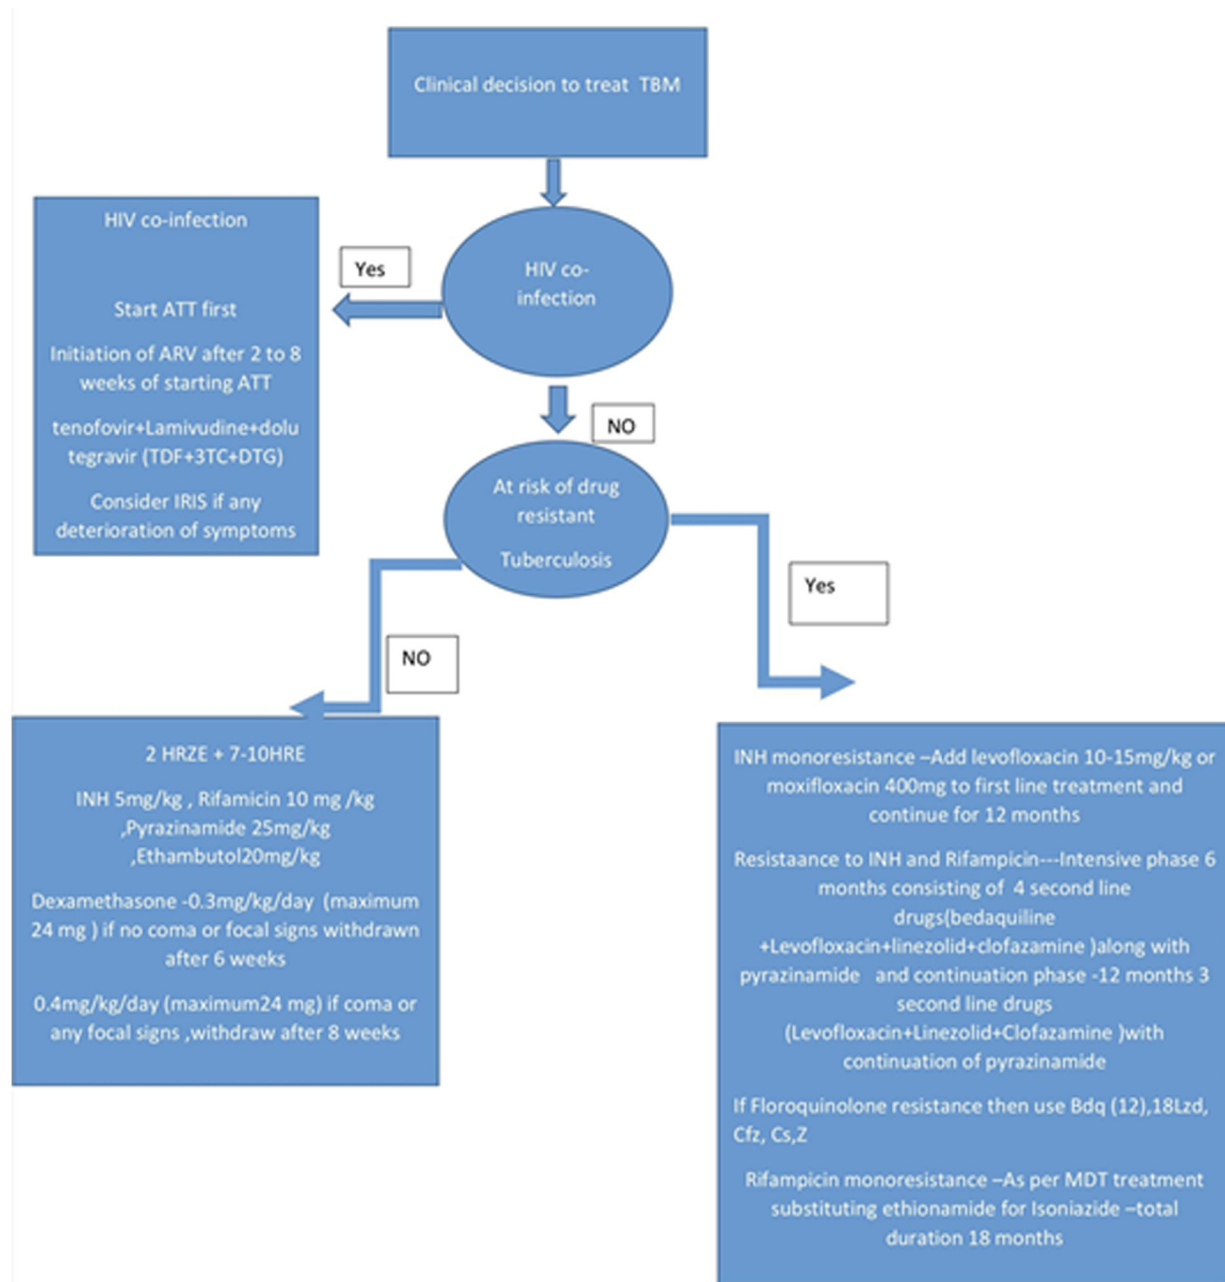 Clinical decision to treat TBM
HIV co-infection
Start ATT first
Initiation of ARV after 2 to 8
weeks of starting ATT
tenofovir+Lamivudine+dolu
tegravir (TDF+3TC+DTG)
Consider IRIS if any
deterioration of symptoms
Yes
HIV co-
infection
NO
At risk of drug
resistant
Tuberculosis
Yes
NO
2 HRZE + 7-10HRE
INH 5mg/kg , Rifamicin 10 mg /kg
,Pyrazinamide 25mg/kg
,Ethambutol20mg/kg
Dexamethasone -0.3mg/kg/day (maximum
24 mg ) if no coma or focal signs withdrawn
after 6 weeks
0.4mg/kg/day (maximum24 mg) if coma or
any focal signs ,withdraw after 8 weeks
INH monoresistance –Add levofloxacin 10-15mg/kg or
moxifloxacin 400mg to first line treatment and
continue for 12 months
Resistaance to INH and Rifampicin---Intensive phase 6
months consisting of 4 second line
drugs(bedaquiline
+Levofloxacin+linezolid+clofazamine )along with
pyrazinamide and continuation phase -12 months 3
second line drugs
(Levofloxacin+Linezolid+Clofazamine )with
continuation of pyrazinamide
If Floroquinolone resistance then use Bdq (12),18Lzd,
Cfz, Cs,Z
Rifampicin monoresistance –As per MDT treatment
substituting ethionamide for Isoniazide –total
duration 18 months